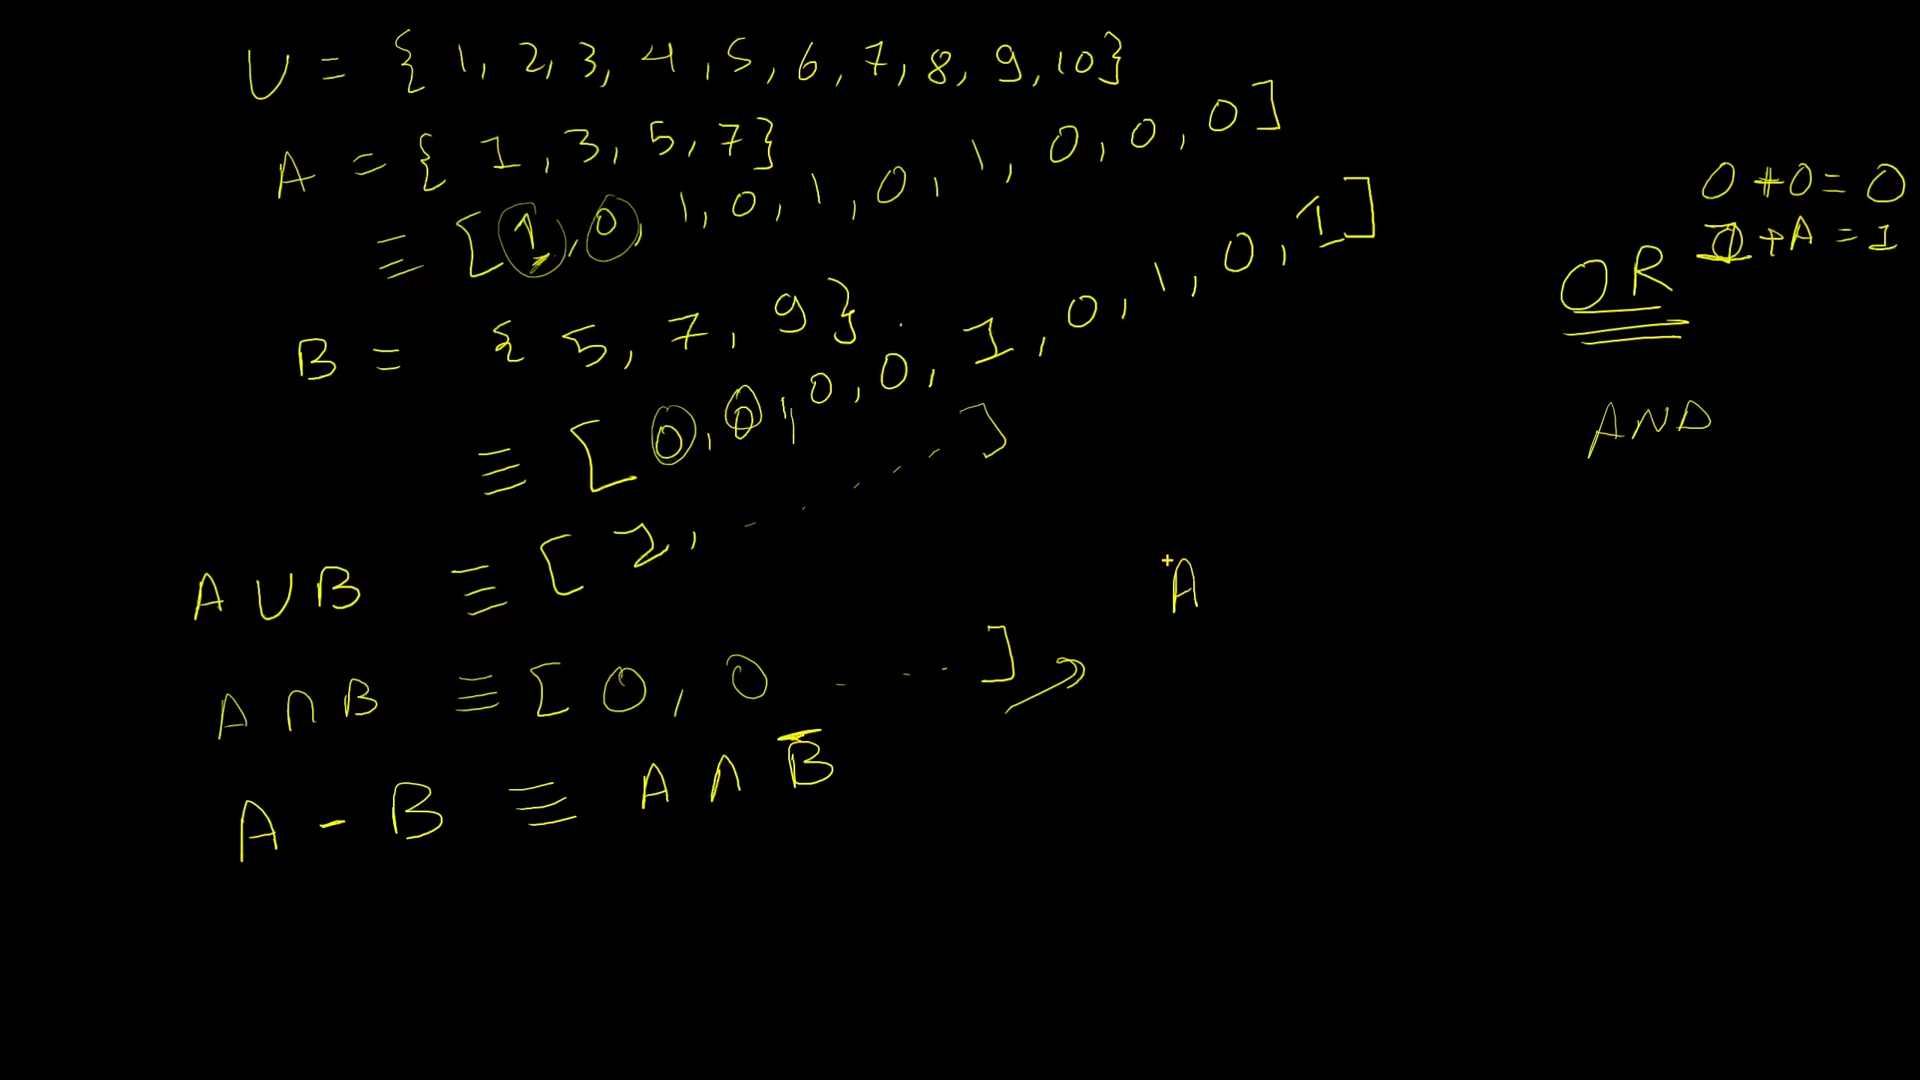 U = { 1, 2, 3, 4, 5, 6, 7, 8, 9, 10}
A = { 1, 3, 5, 7}
≡ [1, 0, 1, 0, 1, 0, 1, 0, 0, 0]
B = { 5, 7, 9}
≡ [0, 0, 0, 0, 1, 0, 1, 0, 1]
A ∪ B ≡ [ 1, - . . - - - ]
A ∩ B ≡ [ 0, 0 - - - ]
A - B ≡ A ∩ B̅
A
0 + 0 = 0
+ A = 1
OR
AND